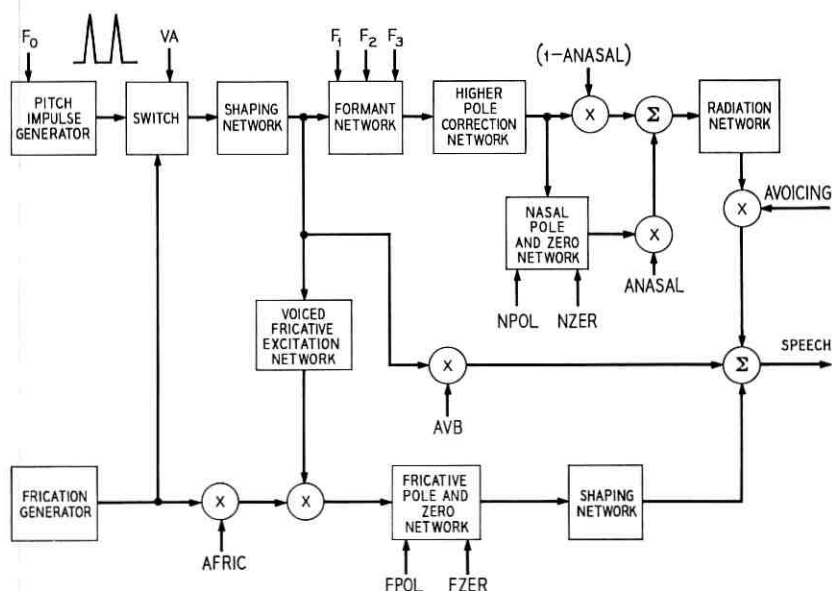 F0
VA
F1
F2
F3
(1-ANASAL)
PITCH
IMPULSE
GENERATOR
SWITCH
SHAPING
NETWORK
FORMANT
NETWORK
HIGHER
POLE
CORRECTION
NETWORK
X
Σ
RADIATION
NETWORK
X
AVOICING
NASAL
POLE
AND ZERO
NETWORK
X
NPOL
NZER
ANASAL
VOICED
FRICATIVE
EXCITATION
NETWORK
X
AVB
Σ
SPEECH
FRICATION
GENERATOR
X
AFRIC
X
FRICATIVE
POLE AND
ZERO
NETWORK
FPOL
FZER
SHAPING
NETWORK